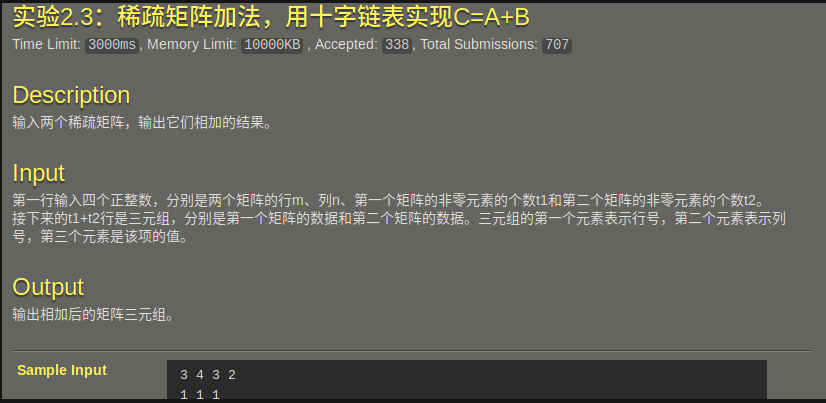 实验2.3：稀疏矩阵加法，用十字链表实现C=A+B
Time Limit: 3000ms, Memory Limit: 10000KB , Accepted: 338, Total Submissions: 707
Description
输入两个稀疏矩阵，输出它们相加的结果。
Input
第一行输入四个正整数，分别是两个矩阵的行m、列n、第一个矩阵的非零元素的个数t1和第二个矩阵的非零元素的个数t2。
接下来的t1+t2行是三元组，分别是第一个矩阵的数据和第二个矩阵的数据。三元组的第一个元素表示行号，第二个元素表示列
号，第三个元素是该项的值。
Output
输出相加后的矩阵三元组。
Sample Input
3 4 3 2
1 1 1